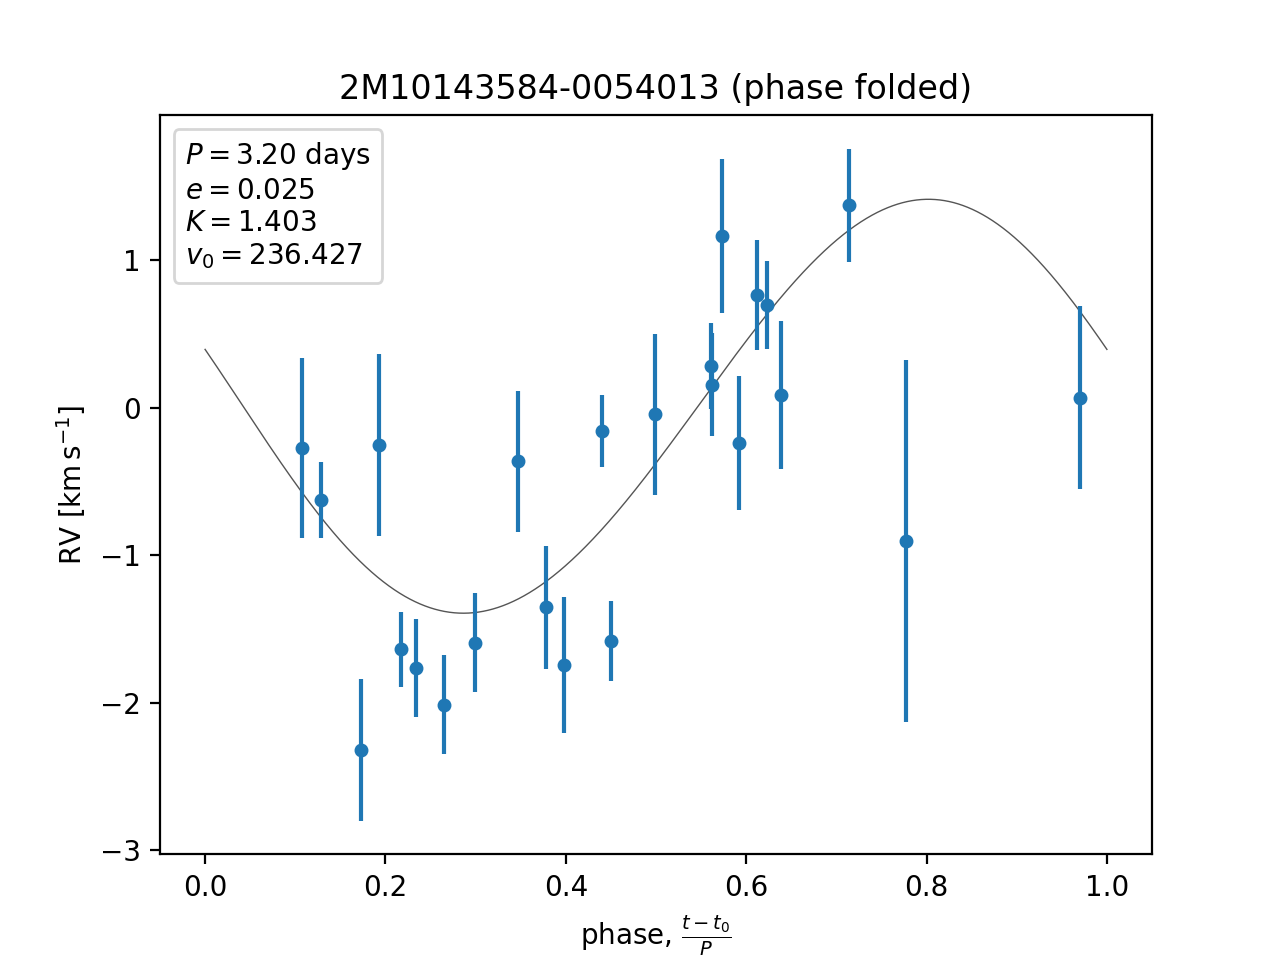 2M10143584-0054013 (phase folded)
P = 3.20 days
e = 0.025
K = 1.403
v₀ = 236.427
1
0
−1
−2
−3
RV [km s⁻¹]
0.0 0.2 0.4 0.6 0.8 1.0
phase, (t − t₀)/P